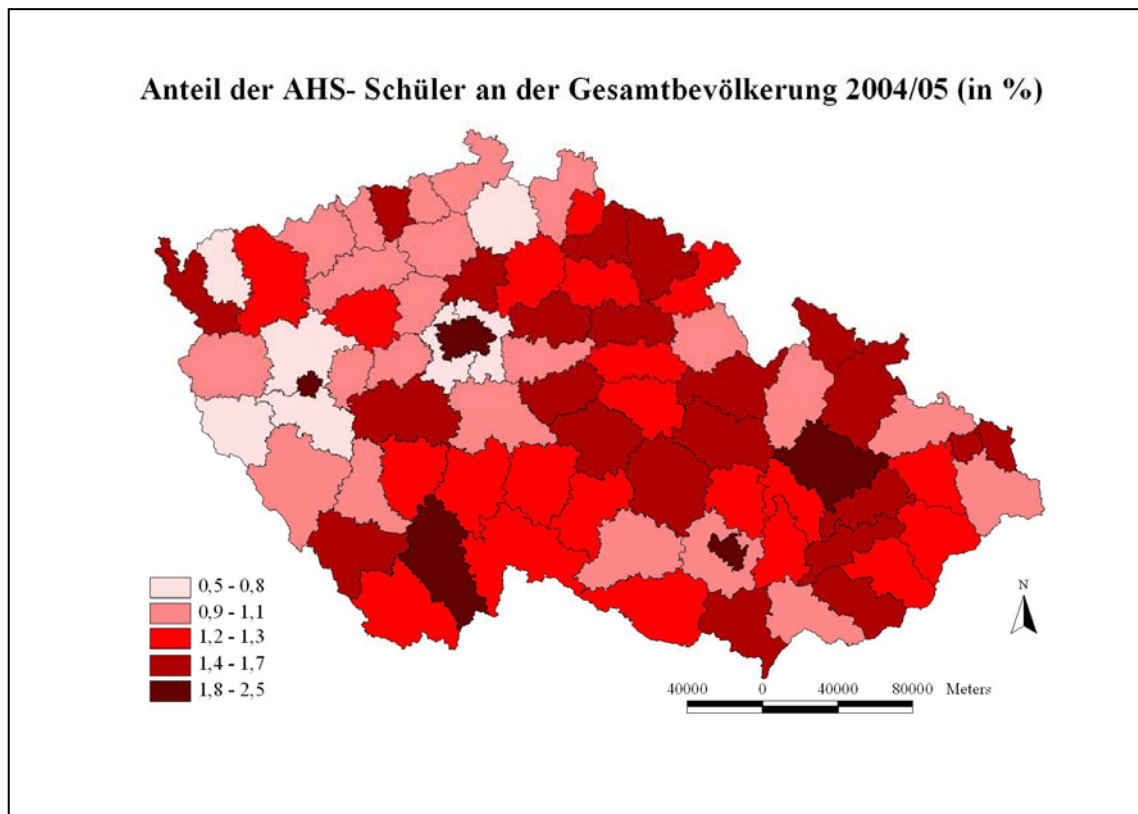 Anteil der AHS- Schüler an der Gesamtbevölkerung 2004/05 (in %)
0,5 - 0,8
0,9 - 1,1
1,2 - 1,3
1,4 - 1,7
1,8 - 2,5
N
40000 0 40000 80000 Meters